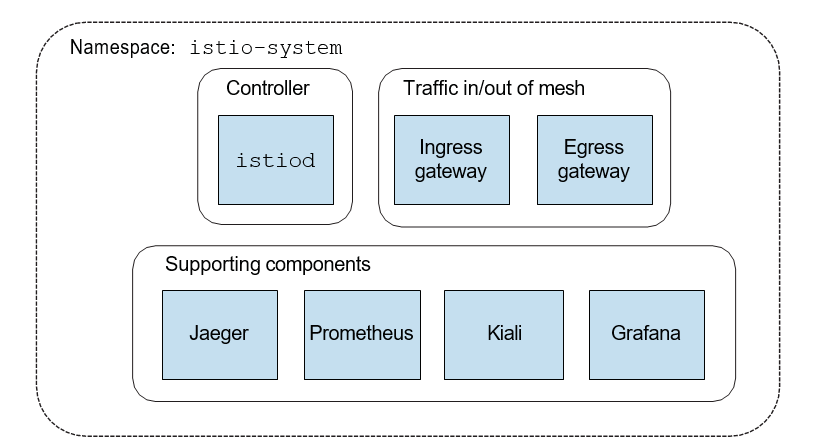 Namespace: istio-system
Controller
Traffic in/out of mesh
istiod
Ingress
gateway
Egress
gateway
Supporting components
Jaeger
Prometheus
Kiali
Grafana